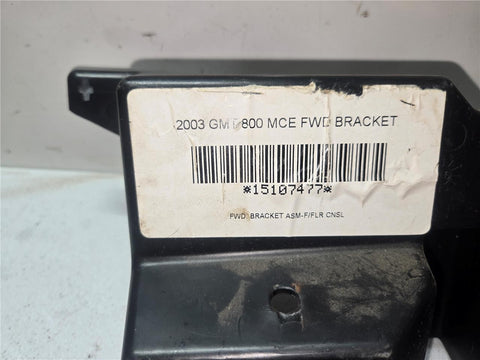 2003 GM 800 MCE FWD BRACKET
*15107477*
FWD BRACKET ASM-F/FLR CNSL